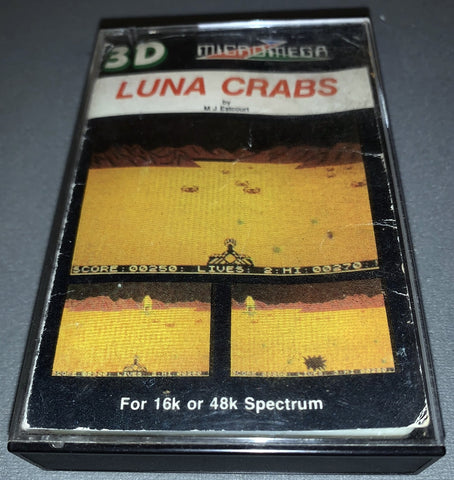 3D
MICROMEGA
LUNA CRABS
by
M J Estcourt
SCORE:00250: LIVES: 2:HI:00270
For 16k or 48k Spectrum